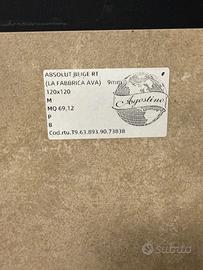 ABSOLUT BEIGE RT
(LA FABBRICA AVA) 9mm
120x120
M
MQ 69,12
P
B
Cod.rtu.T9.63.893.90.73838
Agostino
subito